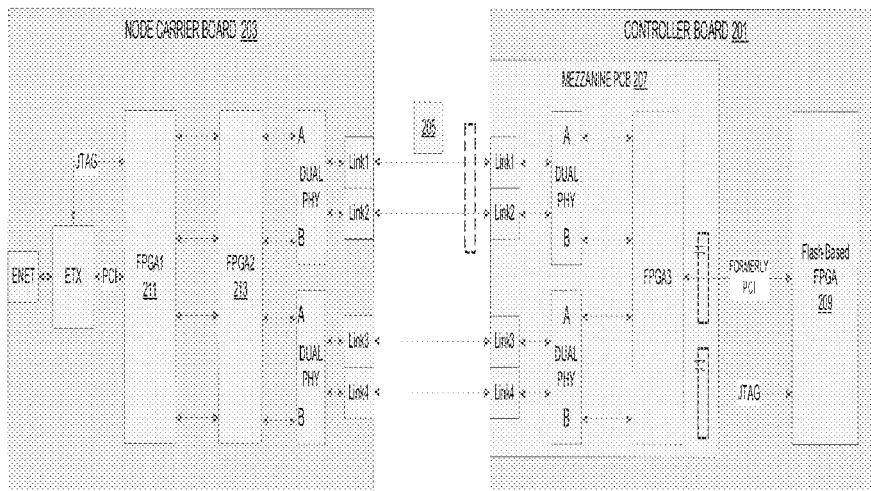 NODE CARRIER BOARD 203
CONTROLLER BOARD 201
MEZZANINE PCB 207
205
JTAG
ENET
ETX
PCI
FPGA1
211
FPGA2
213
A
DUAL
PHY
B
A
DUAL
PHY
B
Link1
Link2
Link3
Link4
Link1
Link2
Link3
Link4
A
DUAL
PHY
B
A
DUAL
PHY
B
FPGA3
FORMERLY
PCI
JTAG
Flash Based
FPGA
209